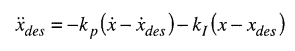 ẍ_des = −k_p(ẋ − ẋ_des) − k_I(x − x_des)